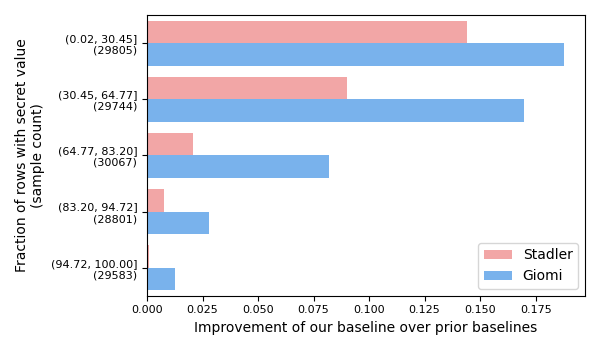 Fraction of rows with secret value
(sample count)
(0.02, 30.45]
(29805)
(30.45, 64.77]
(29744)
(64.77, 83.20]
(30067)
(83.20, 94.72]
(28801)
(94.72, 100.00]
(29583)
Stadler
Giomi
0.000 0.025 0.050 0.075 0.100 0.125 0.150 0.175
Improvement of our baseline over prior baselines